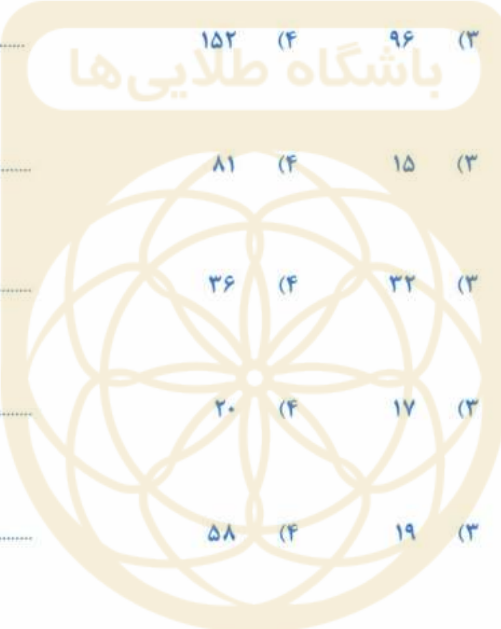 ۳) ۹۶ ۴) ۱۵۲ ......
باشگاه طلایی‌ها
۳) ۱۵ ۴) ۸۱ ........
۳) ۳۲ ۴) ۳۶ ........
۳) ۱۷ ۴) ۲۰ ........
۳) ۱۹ ۴) ۵۸ ........